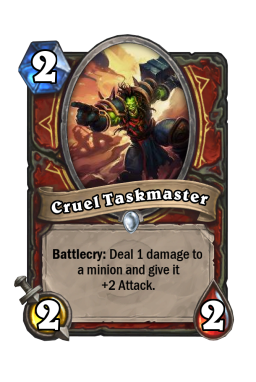 2
Cruel Taskmaster
Battlecry: Deal 1 damage to
a minion and give it
+2 Attack.
2
2